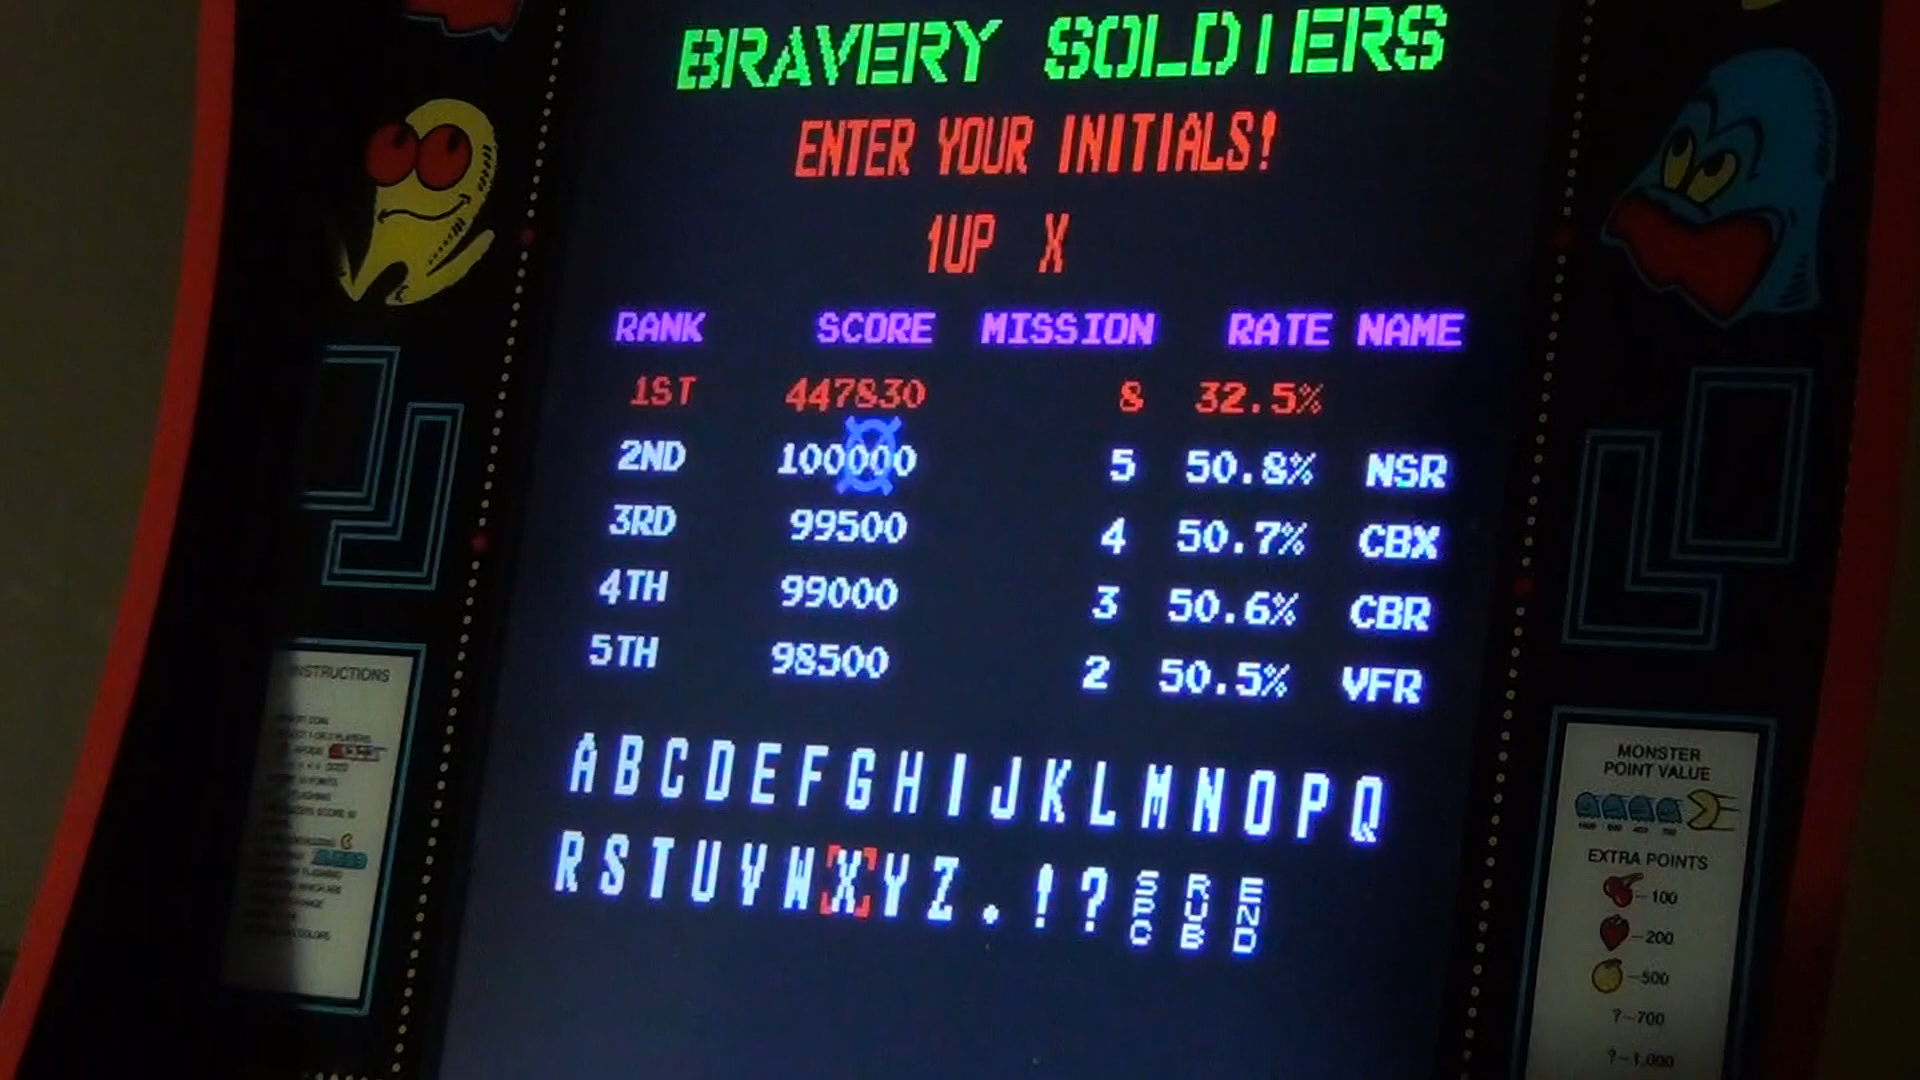 BRAVERY SOLDIERS
ENTER YOUR INITIALS!
1UP X
RANK SCORE MISSION RATE NAME
1ST 447830 8 32.5%
2ND 100000 5 50.8% NSR
3RD 99500 4 50.7% CBX
4TH 99000 3 50.6% CBR
5TH 98500 2 50.5% VFR
A B C D E F G H I J K L M N O P Q
R S T U V W X Y Z . ! ? SPC RUB END
INSTRUCTIONS
MONSTER
POINT VALUE
EXTRA POINTS
–100
–200
–500
?–700
?–1,000